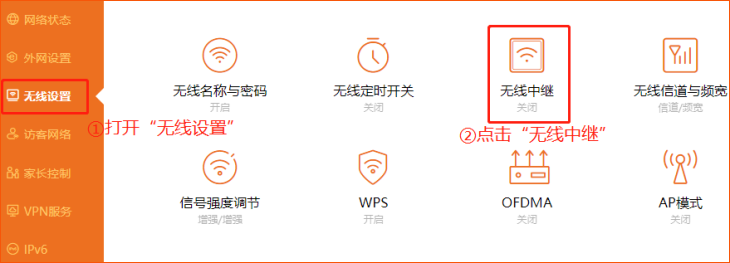 网络状态
外网设置
无线设置
访客网络
家长控制
VPN服务
IPv6
无线名称与密码
开启
无线定时开关
关闭
无线中继
关闭
无线信道与频宽
信道/频宽
①打开“无线设置”
②点击“无线中继”
信号强度调节
增强/增强
WPS
开启
OFDMA
关闭
AP模式
关闭